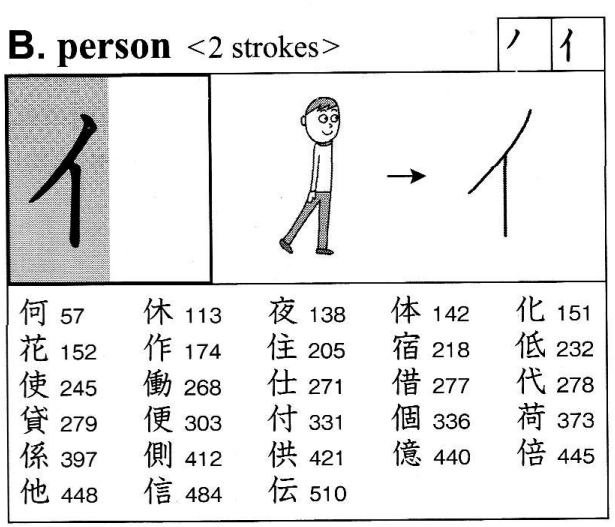 B. person <2 strokes>
ノ イ
イ
何 57 休 113 夜 138 体 142 化 151
花 152 作 174 住 205 宿 218 低 232
使 245 働 268 仕 271 借 277 代 278
貸 279 便 303 付 331 個 336 荷 373
係 397 側 412 供 421 億 440 倍 445
他 448 信 484 伝 510